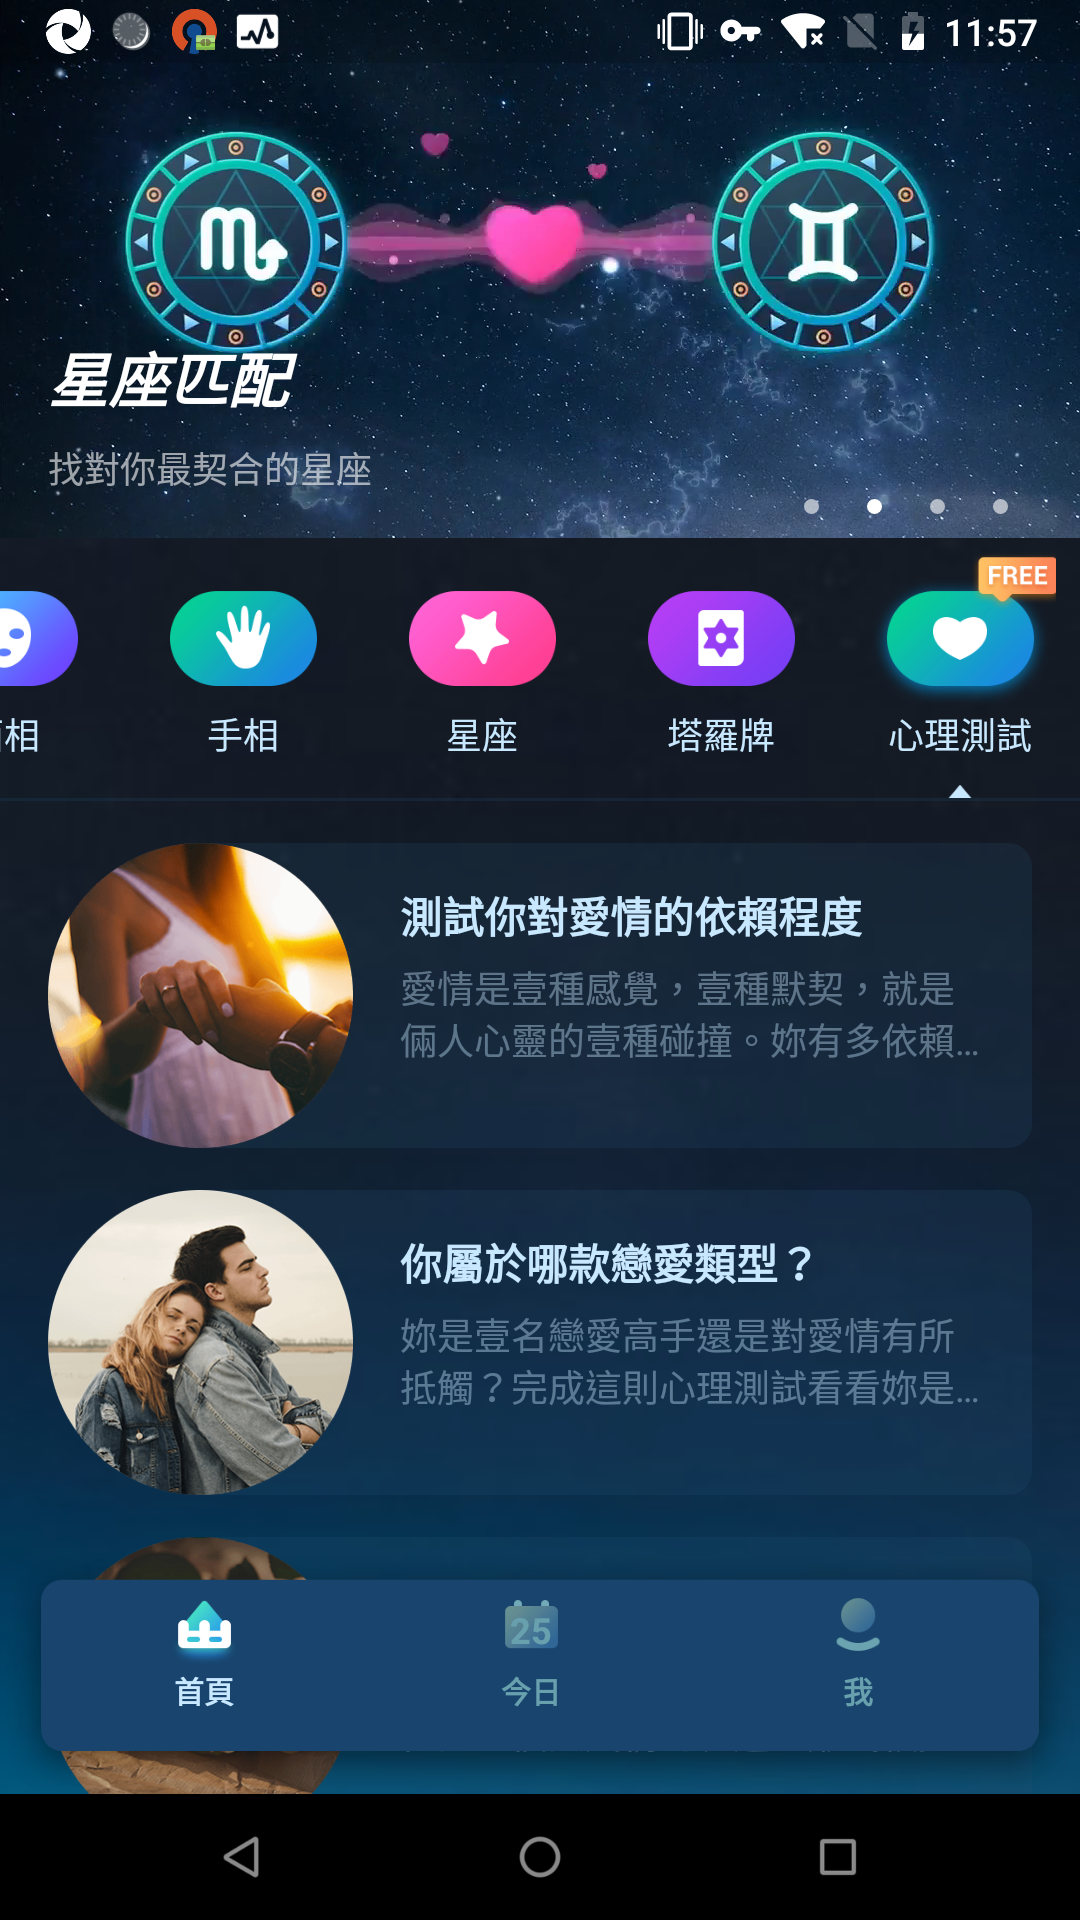 11:57
星座匹配
找對你最契合的星座
FREE
相
手相
星座
塔羅牌
心理測試
測試你對愛情的依賴程度
愛情是壹種感覺，壹種默契，就是
倆人心靈的壹種碰撞。妳有多依賴...
你屬於哪款戀愛類型？
妳是壹名戀愛高手還是對愛情有所
抵觸？完成這則心理測試看看妳是...
25
首頁
今日
我